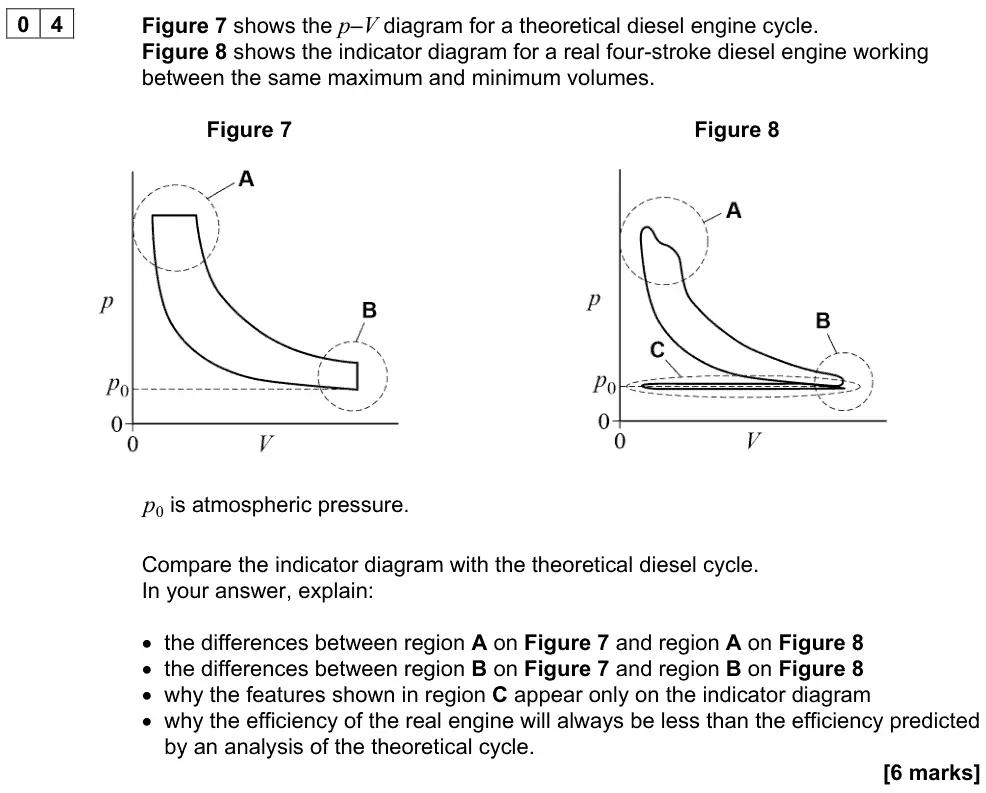 0 4
Figure 7 shows the p–V diagram for a theoretical diesel engine cycle.
Figure 8 shows the indicator diagram for a real four-stroke diesel engine working
between the same maximum and minimum volumes.
Figure 7
A
p
B
p0
0
0
V
Figure 8
A
p
B
C
p0
0
0
V
p0 is atmospheric pressure.
Compare the indicator diagram with the theoretical diesel cycle.
In your answer, explain:
• the differences between region A on Figure 7 and region A on Figure 8
• the differences between region B on Figure 7 and region B on Figure 8
• why the features shown in region C appear only on the indicator diagram
• why the efficiency of the real engine will always be less than the efficiency predicted
by an analysis of the theoretical cycle.
[6 marks]